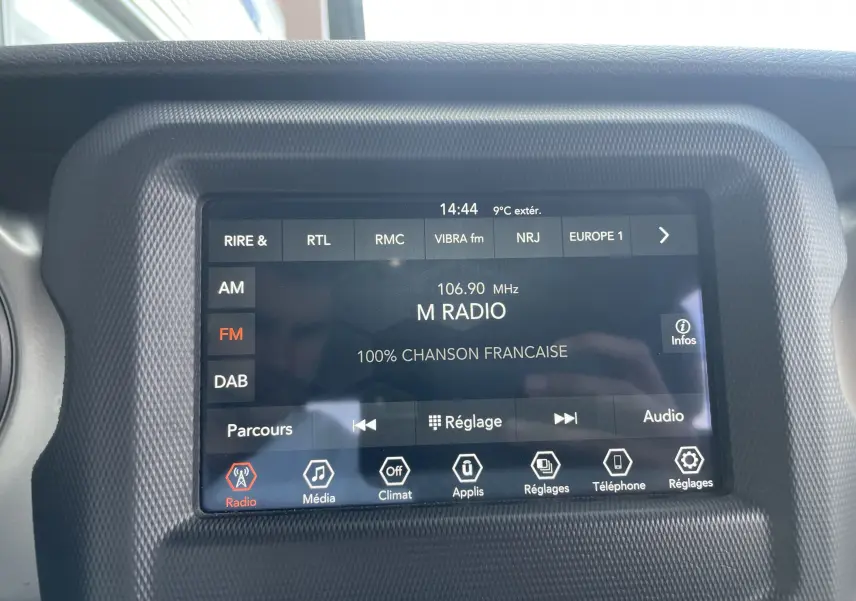 14:44 9°C extér.
RIRE & RTL RMC VIBRA fm NRJ EUROPE 1
AM
106.90 MHz
M RADIO
FM
Infos
100% CHANSON FRANCAISE
DAB
Parcours Réglage Audio
Radio Média Climat Applis Réglages Téléphone Réglages
Off